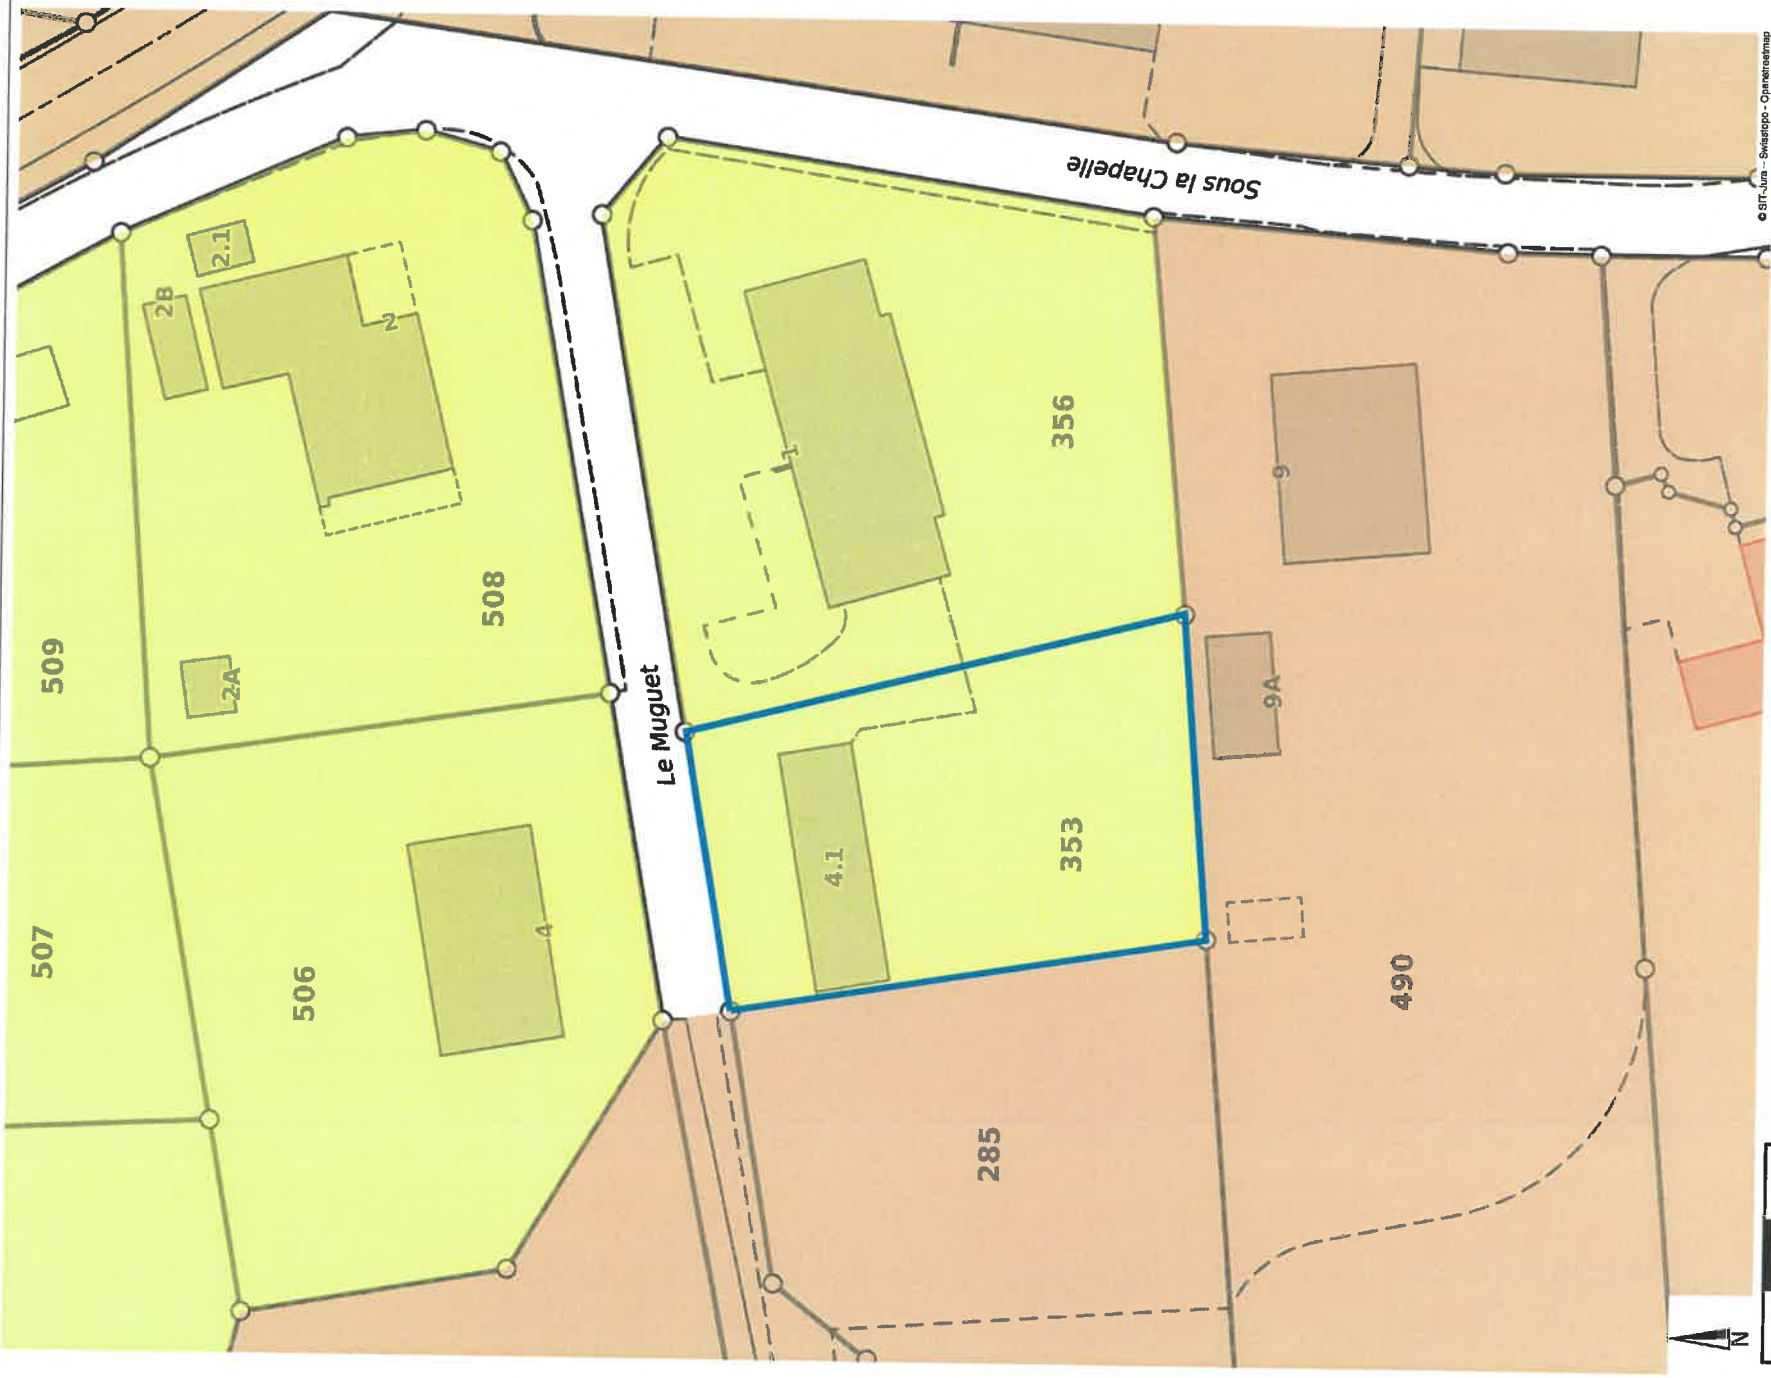 509
507
506
508
2B
2.1
2
2A
4
Le Muguet
Sous la Chapelle
1
356
4.1
353
9
9A
285
490
N
© SIT-Jura -- Swisstopo - Openstreetmap